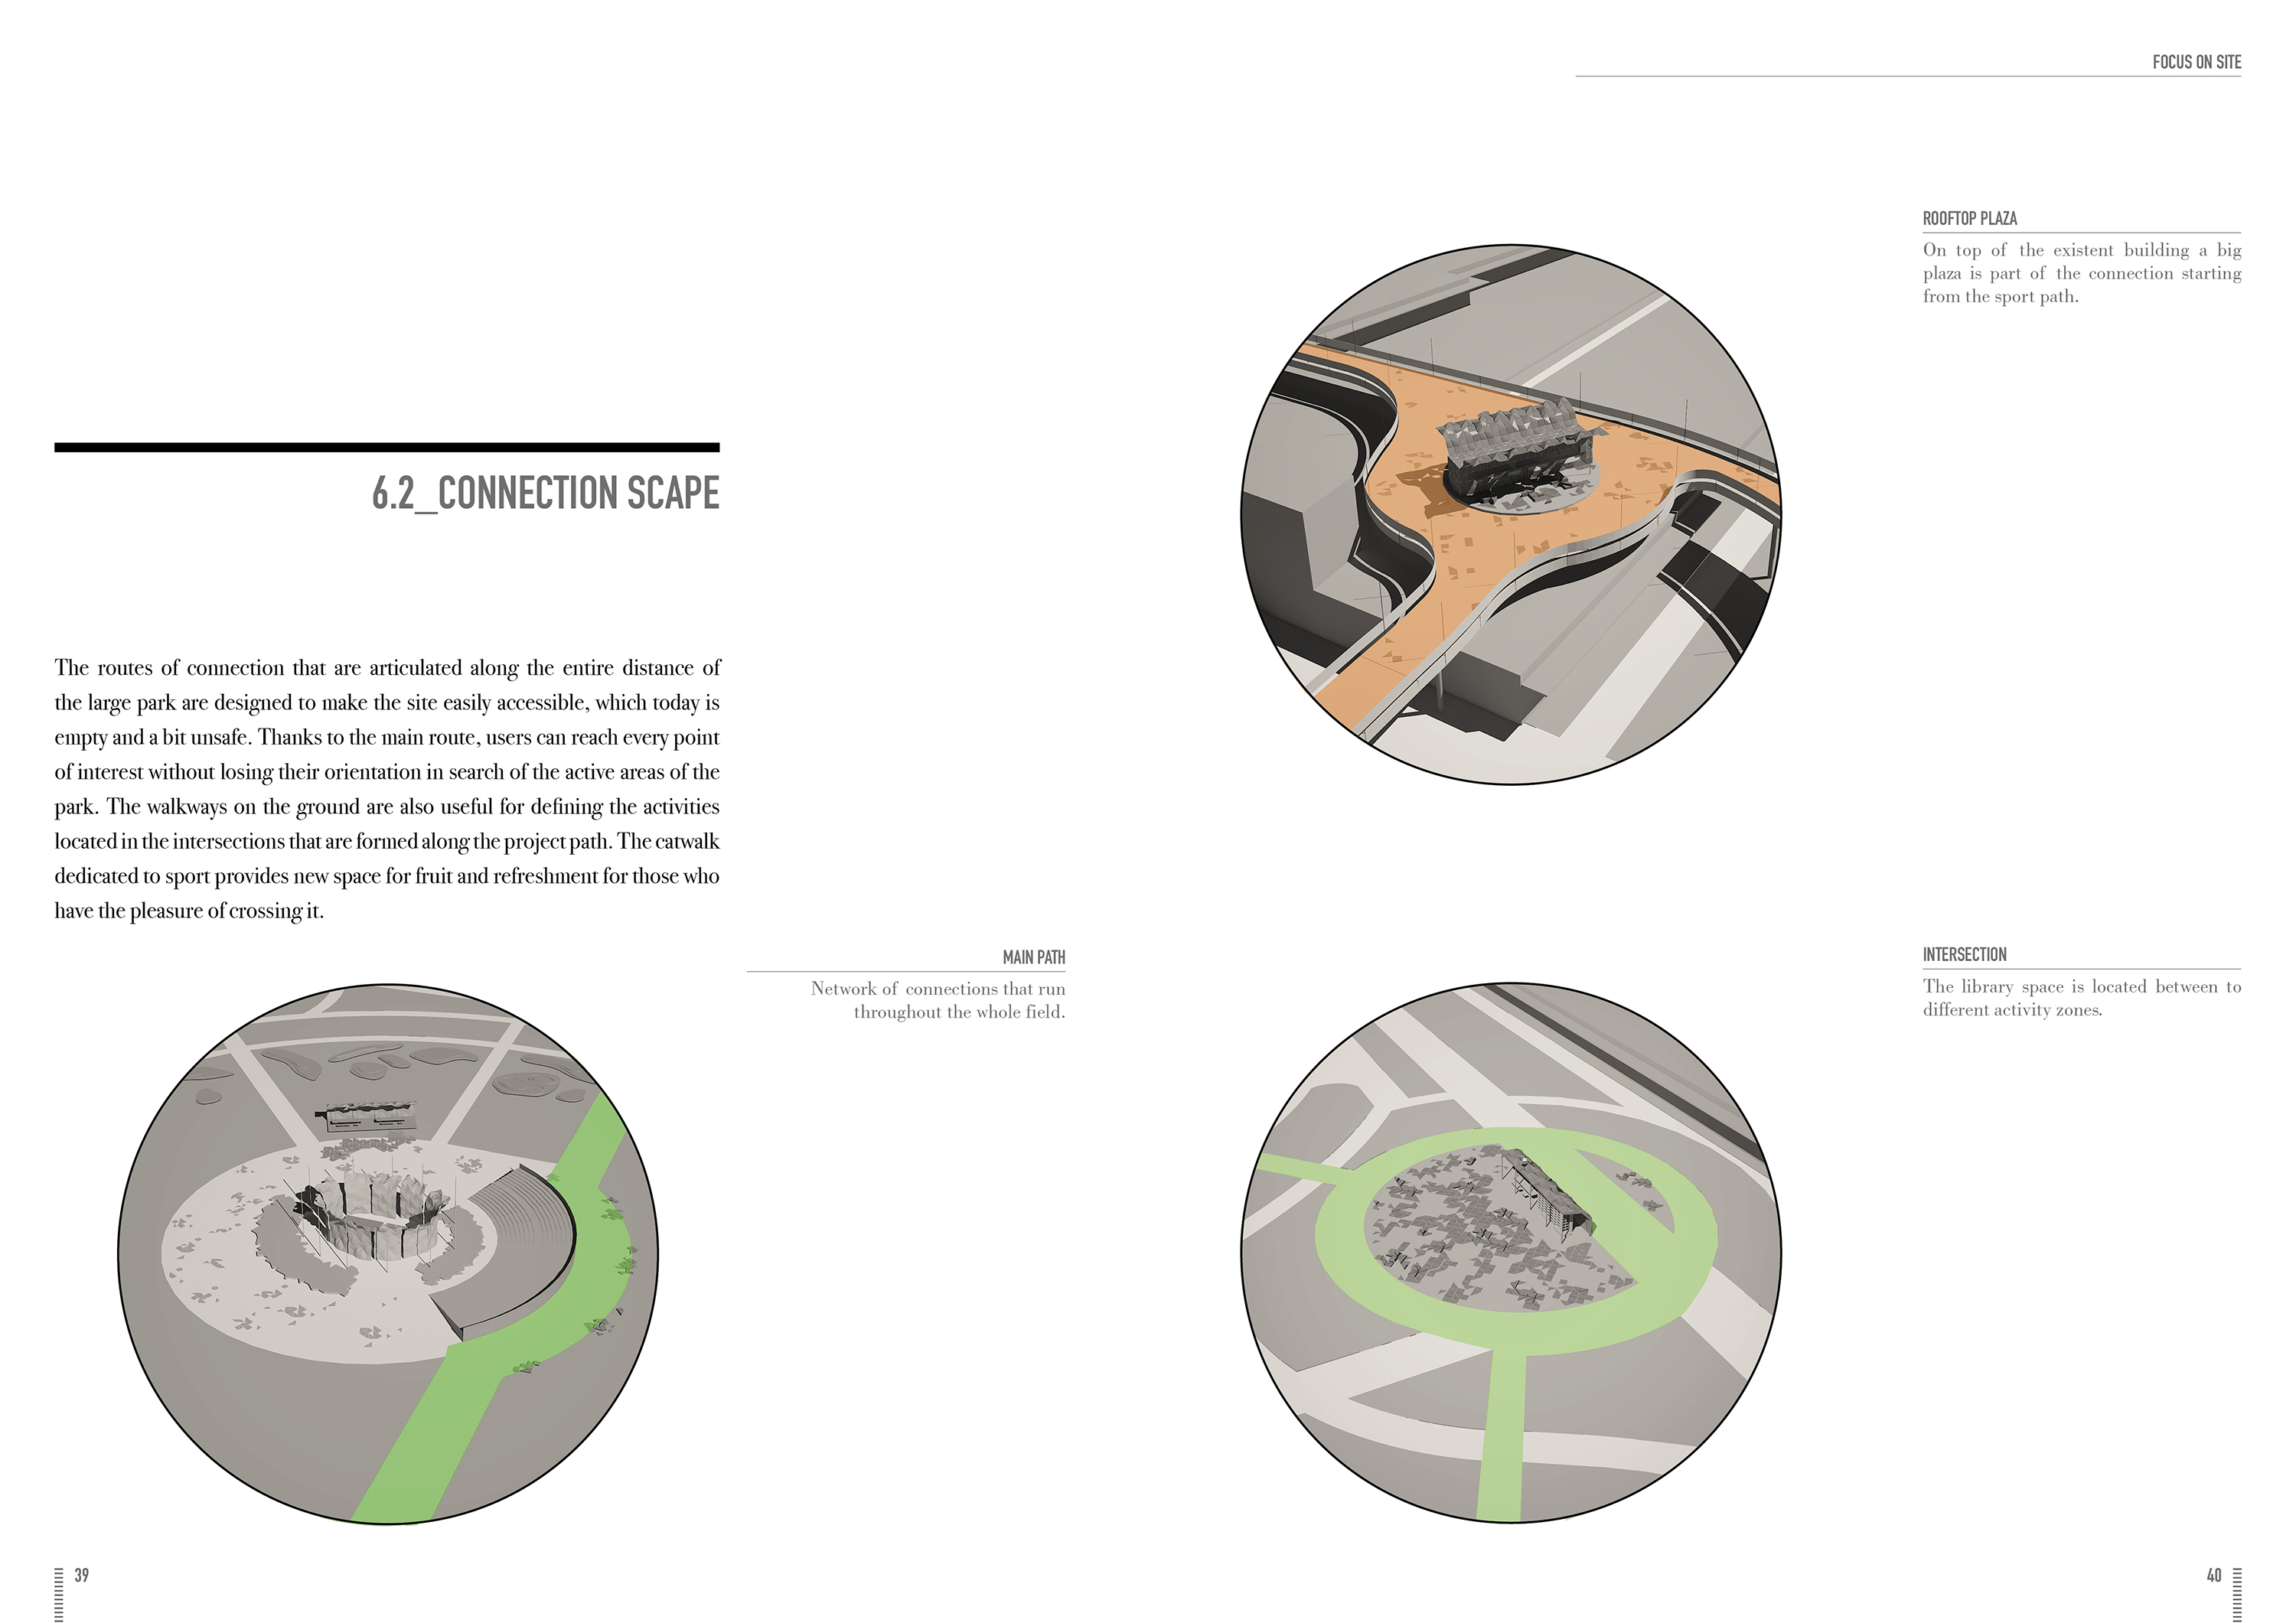 6.2_CONNECTION SCAPE
The routes of connection that are articulated along the entire distance of
the large park are designed to make the site easily accessible, which today is
empty and a bit unsafe. Thanks to the main route, users can reach every point
of interest without losing their orientation in search of the active areas of the
park. The walkways on the ground are also useful for defining the activities
located in the intersections that are formed along the project path. The catwalk
dedicated to sport provides new space for fruit and refreshment for those who
have the pleasure of crossing it.
MAIN PATH
Network of connections that run
throughout the whole field.
39
FOCUS ON SITE
ROOFTOP PLAZA
On top of the existent building a big
plaza is part of the connection starting
from the sport path.
INTERSECTION
The library space is located between to
different activity zones.
40